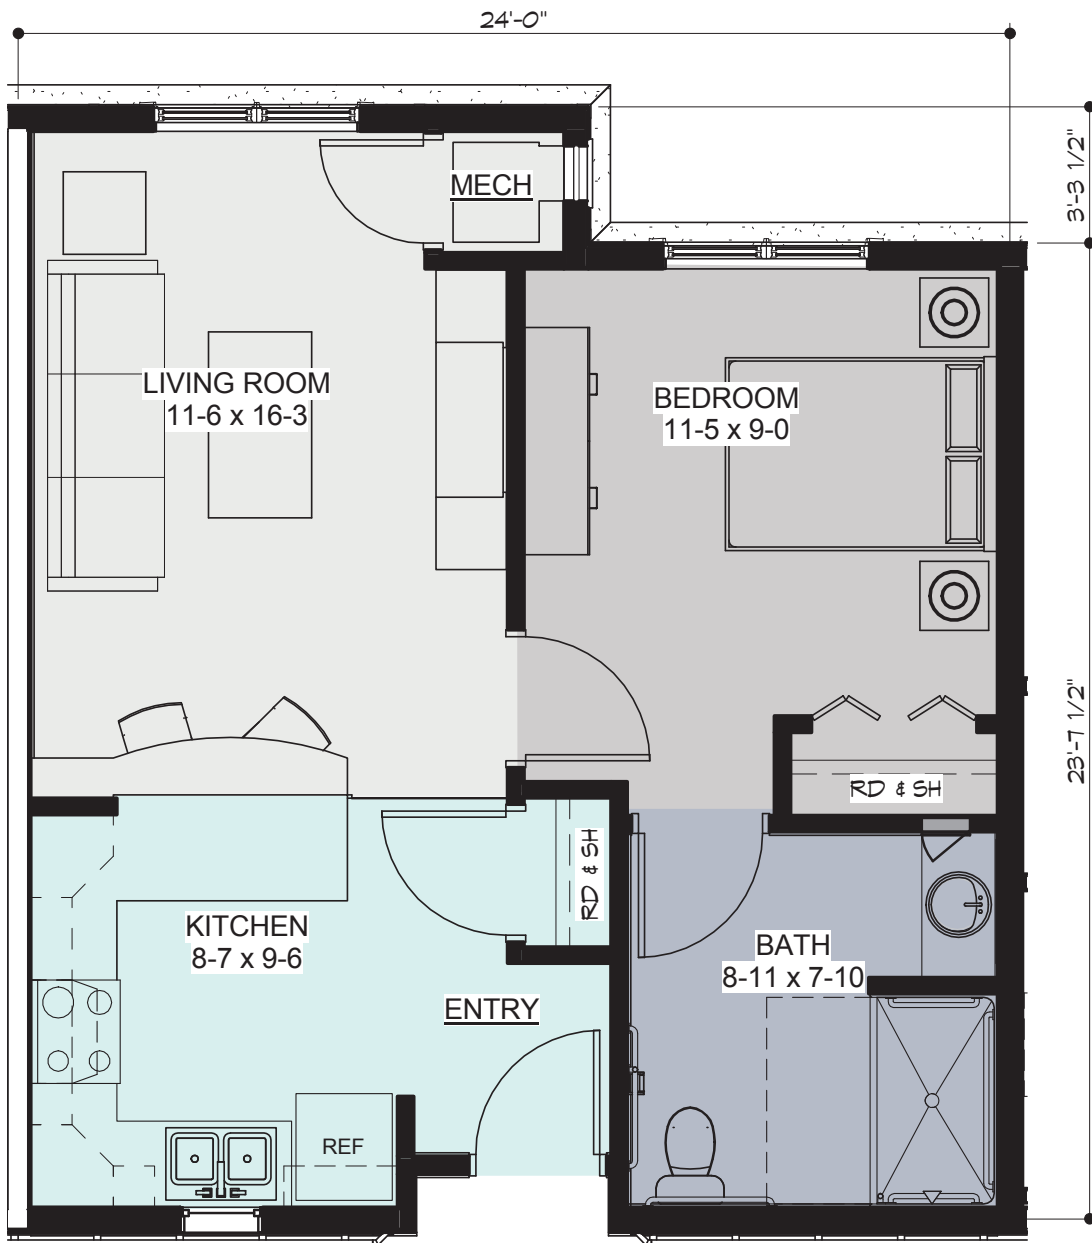 24'-0"
3'-3 1/2"
MECH
LIVING ROOM
11-6 x 16-3
BEDROOM
11-5 x 9-0
23'-7 1/2"
RD & SH
RD & SH
KITCHEN
8-7 x 9-6
BATH
8-11 x 7-10
ENTRY
REF